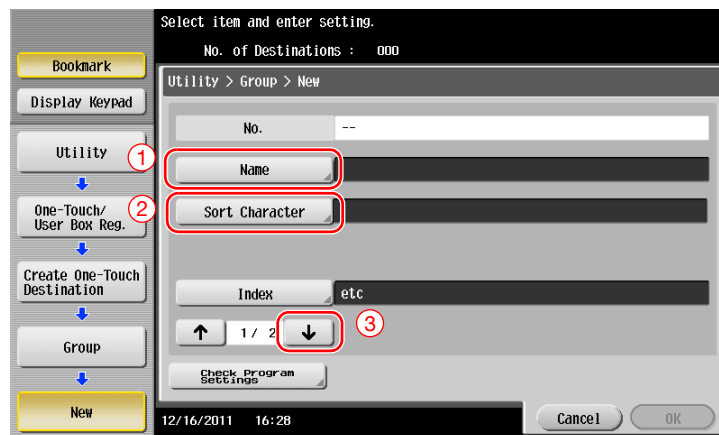 Select item and enter setting.
No. of Destinations : 000
Bookmark
Display Keypad
Utility
One-Touch/
User Box Reg.
Create One-Touch
Destination
Group
New
Utility > Group > New
No. --
1
Name
2
Sort Character
Index etc
↑ 1/ 2 ↓
3
Check Program
Settings
12/16/2011 16:28
Cancel
OK